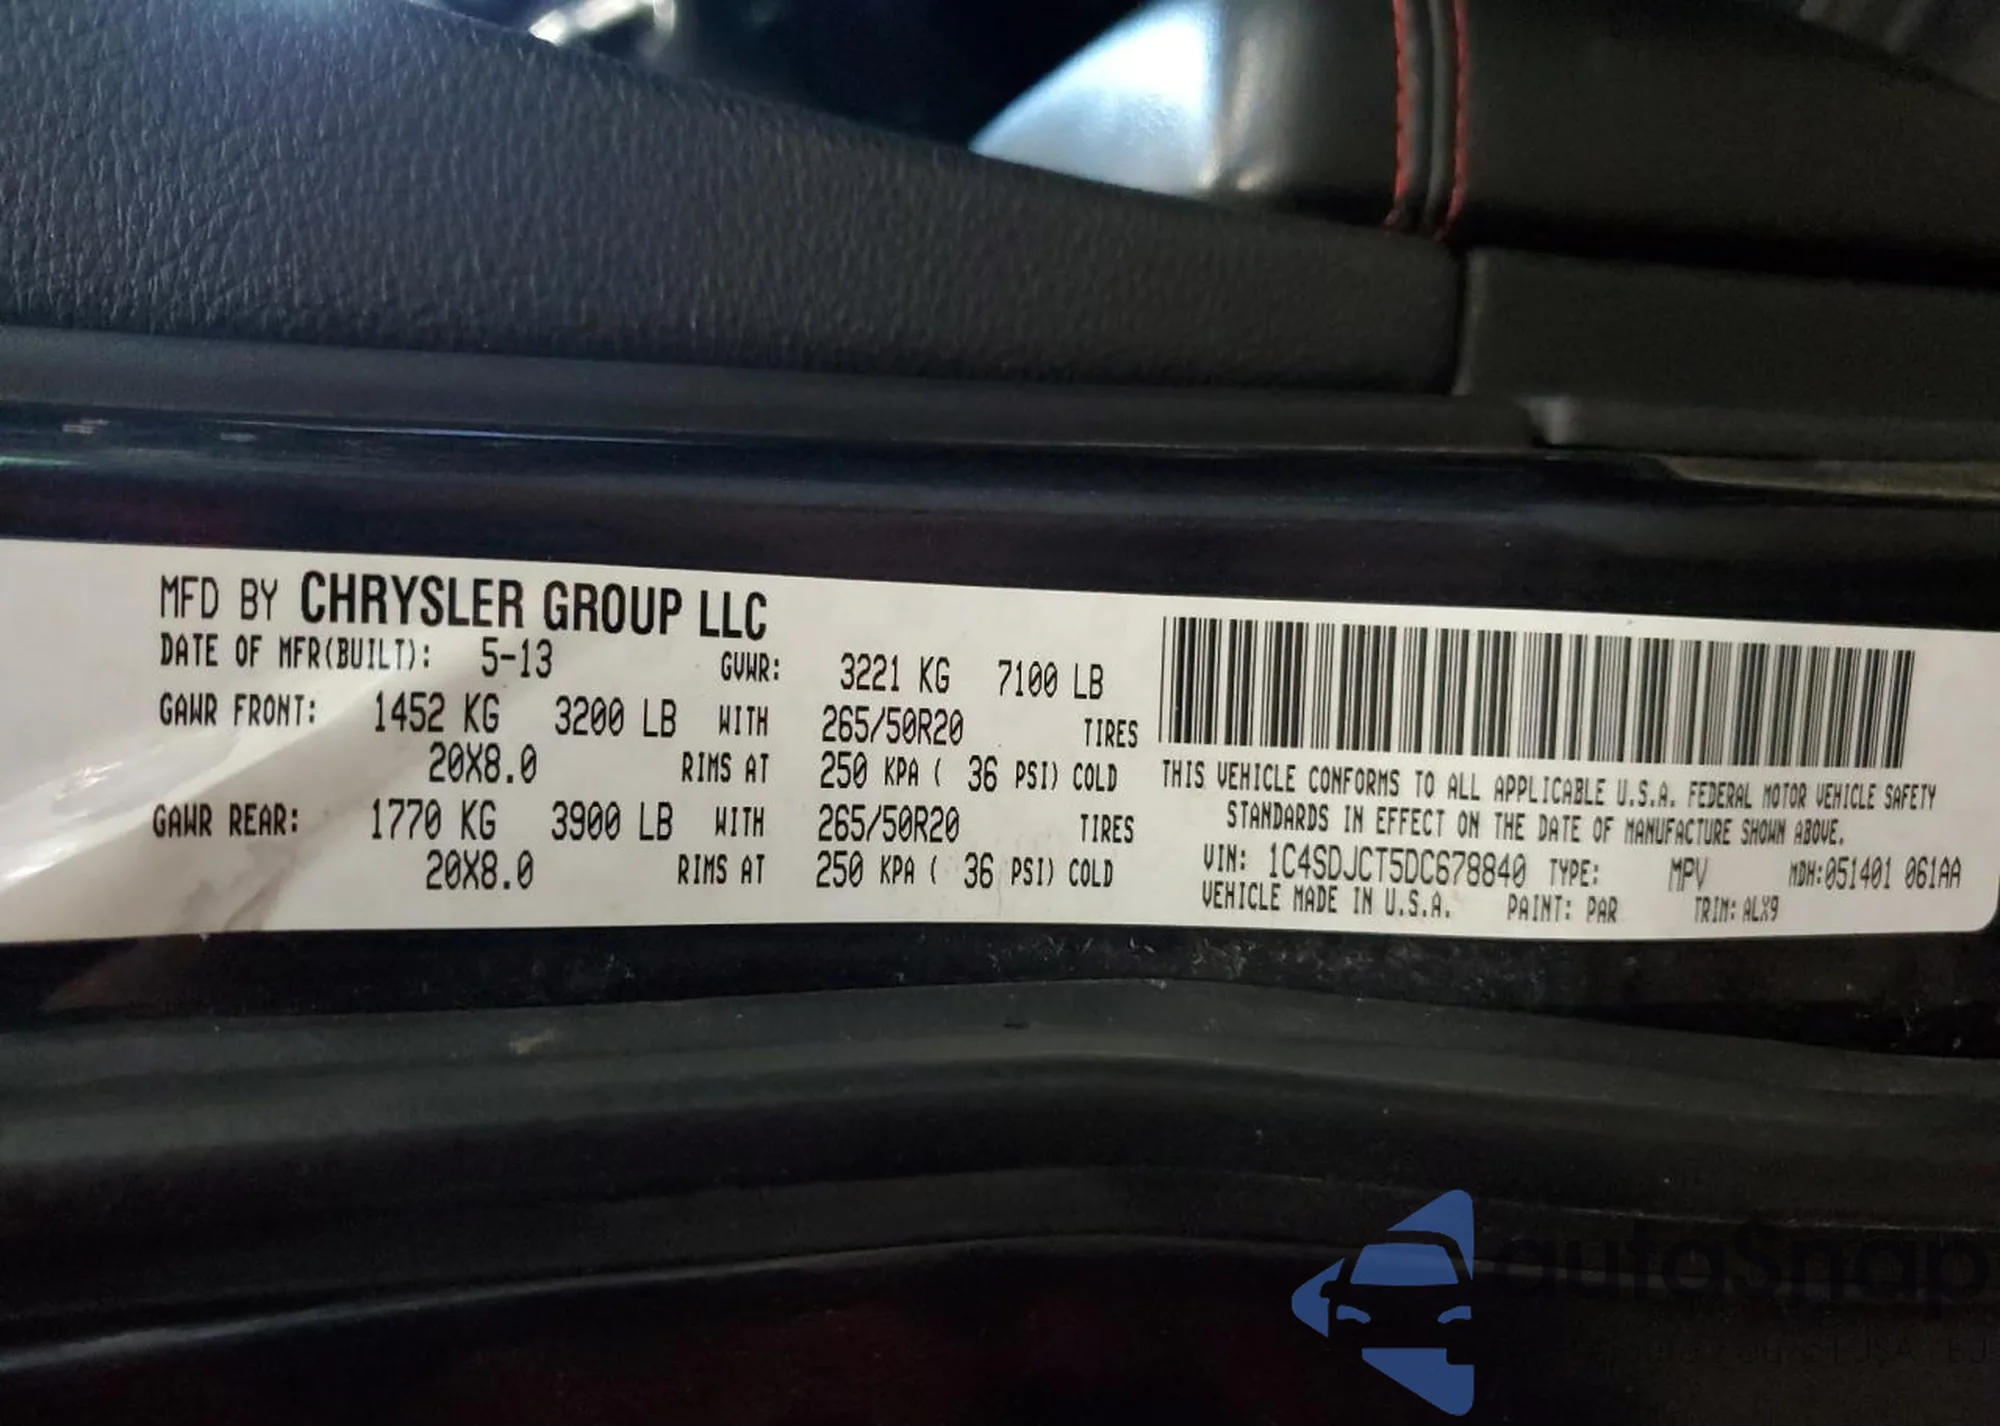 MFD BY CHRYSLER GROUP LLC
DATE OF MFR(BUILT): 5-13 GVWR: 3221 KG 7100 LB
GAWR FRONT: 1452 KG 3200 LB WITH 265/50R20 TIRES
20X8.0 RIMS AT 250 KPA ( 36 PSI) COLD
GAWR REAR: 1770 KG 3900 LB WITH 265/50R20 TIRES
20X8.0 RIMS AT 250 KPA ( 36 PSI) COLD
THIS VEHICLE CONFORMS TO ALL APPLICABLE U.S.A. FEDERAL MOTOR VEHICLE SAFETY
STANDARDS IN EFFECT ON THE DATE OF MANUFACTURE SHOWN ABOVE.
VIN: 1C4SDJCT5DC678840 TYPE: MPV MDH:051401 061AA
VEHICLE MADE IN U.S.A. PAINT: PAR TRIM: ALX9
autoSnap